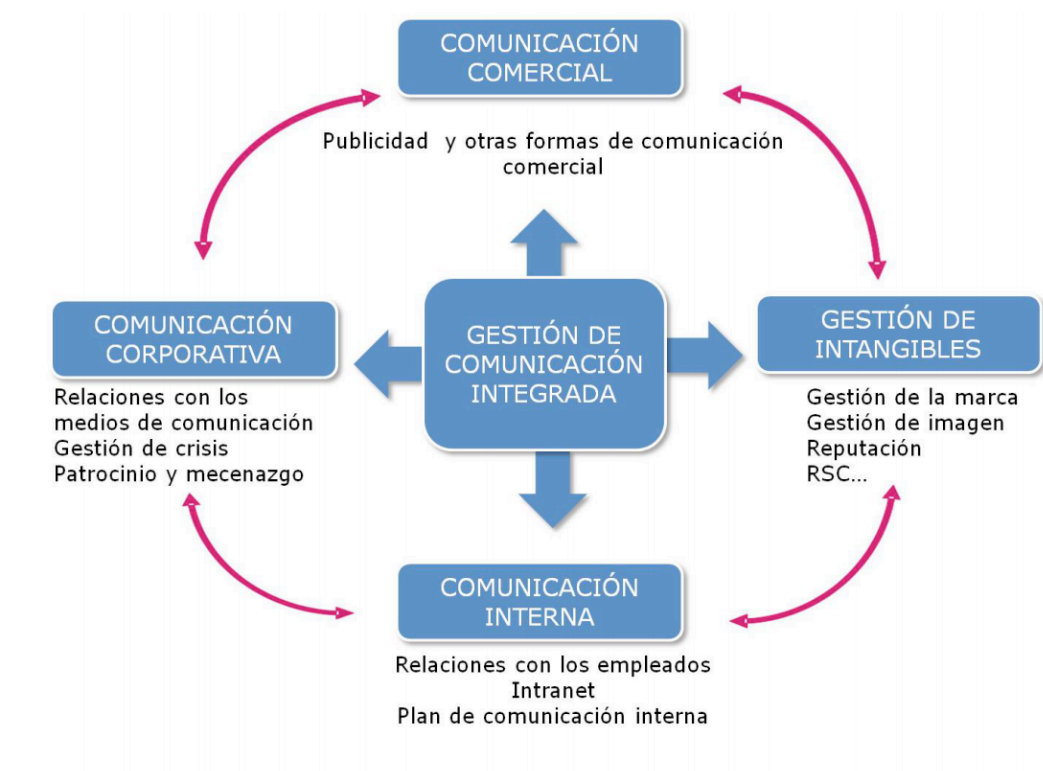 COMUNICACIÓN
COMERCIAL
Publicidad y otras formas de comunicación
comercial
COMUNICACIÓN
CORPORATIVA
Relaciones con los
medios de comunicación
Gestión de crisis
Patrocinio y mecenazgo
GESTIÓN DE
COMUNICACIÓN
INTEGRADA
GESTIÓN DE
INTANGIBLES
Gestión de la marca
Gestión de imagen
Reputación
RSC...
COMUNICACIÓN
INTERNA
Relaciones con los empleados
Intranet
Plan de comunicación interna